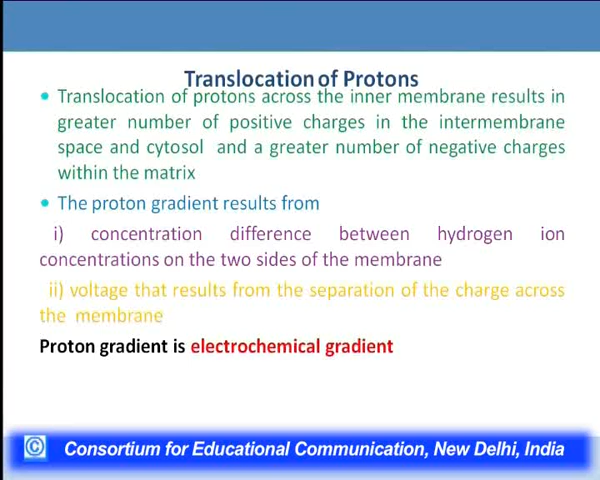 Translocation of Protons
• Translocation of protons across the inner membrane results in
greater number of positive charges in the intermembrane
space and cytosol and a greater number of negative charges
within the matrix
• The proton gradient results from
i) concentration difference between hydrogen ion
concentrations on the two sides of the membrane
ii) voltage that results from the separation of the charge across
the membrane
Proton gradient is electrochemical gradient
© Consortium for Educational Communication, New Delhi, India